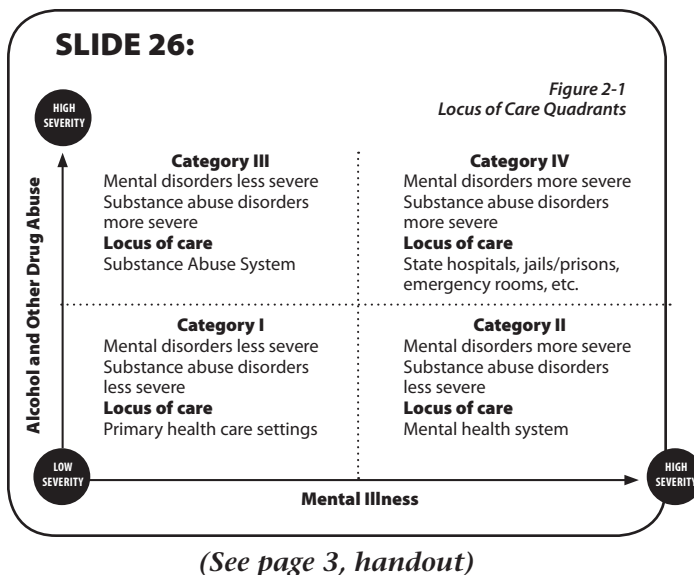 SLIDE 26:
Figure 2-1
Locus of Care Quadrants
HIGH
SEVERITY
Alcohol and Other Drug Abuse
Category III
Mental disorders less severe
Substance abuse disorders
more severe
Locus of care
Substance Abuse System
Category IV
Mental disorders more severe
Substance abuse disorders
more severe
Locus of care
State hospitals, jails/prisons,
emergency rooms, etc.
Category I
Mental disorders less severe
Substance abuse disorders
less severe
Locus of care
Primary health care settings
Category II
Mental disorders more severe
Substance abuse disorders
less severe
Locus of care
Mental health system
LOW
SEVERITY
Mental Illness
HIGH
SEVERITY
(See page 3, handout)